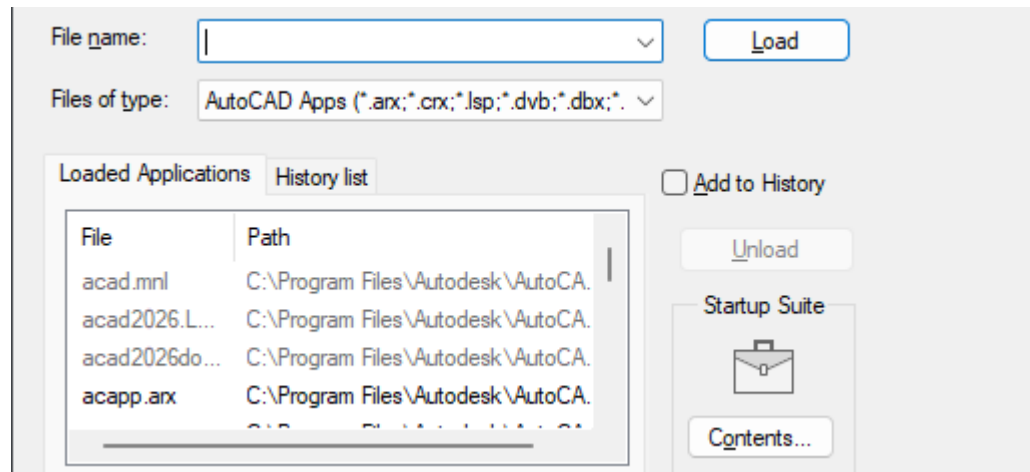 File name:
Load
Files of type: AutoCAD Apps (*.arx;*.crx;*.lsp;*.dvb;*.dbx;*.
Loaded Applications History list
Add to History
File Path
Unload
acad.mnl C:\Program Files\Autodesk\AutoCA.
acad2026.L... C:\Program Files\Autodesk\AutoCA.
Startup Suite
acad2026do... C:\Program Files\Autodesk\AutoCA.
acapp.arx C:\Program Files\Autodesk\AutoCA.
Contents...